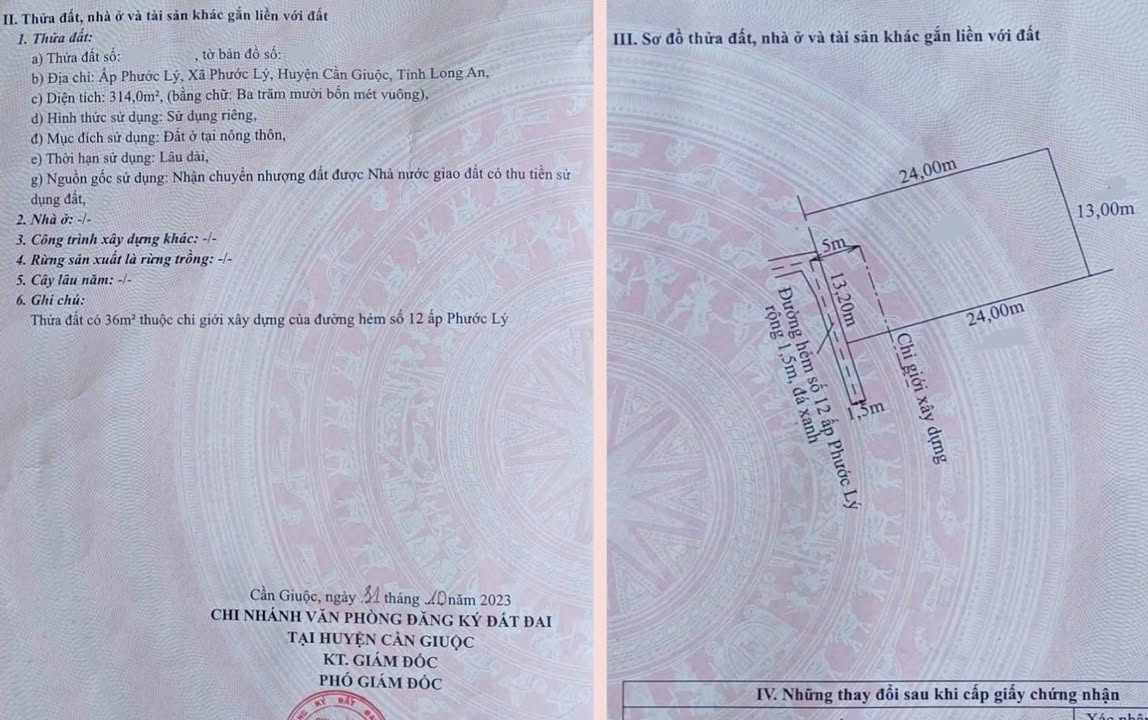 II. Thửa đất, nhà ở và tài sản khác gắn liền với đất
1. Thửa đất:
a) Thửa đất số: , tờ bản đồ số:
b) Địa chỉ: Ấp Phước Lý, Xã Phước Lý, Huyện Cần Giuộc, Tỉnh Long An,
c) Diện tích: 314,0m², (bằng chữ: Ba trăm mười bốn mét vuông),
d) Hình thức sử dụng: Sử dụng riêng,
đ) Mục đích sử dụng: Đất ở tại nông thôn,
e) Thời hạn sử dụng: Lâu dài,
g) Nguồn gốc sử dụng: Nhận chuyển nhượng đất được Nhà nước giao đất có thu tiền sử
dụng đất,
2. Nhà ở: -/-
3. Công trình xây dựng khác: -/-
4. Rừng sản xuất là rừng trồng: -/-
5. Cây lâu năm: -/-
6. Ghi chú:
Thửa đất có 36m² thuộc chỉ giới xây dựng của đường hẻm số 12 ấp Phước Lý
Cần Giuộc, ngày 31 tháng 10 năm 2023
CHI NHÁNH VĂN PHÒNG ĐĂNG KÝ ĐẤT ĐAI
TẠI HUYỆN CẦN GIUỘC
KT. GIÁM ĐỐC
PHÓ GIÁM ĐỐC
KÝ ĐẤT
III. Sơ đồ thửa đất, nhà ở và tài sản khác gắn liền với đất
24,00m
13,00m
5m
13,20m
24,00m
Đường hẻm số 12 ấp Phước Lý
rộng 1,5m, đá xanh
Chỉ giới xây dựng
1,5m
IV. Những thay đổi sau khi cấp giấy chứng nhận